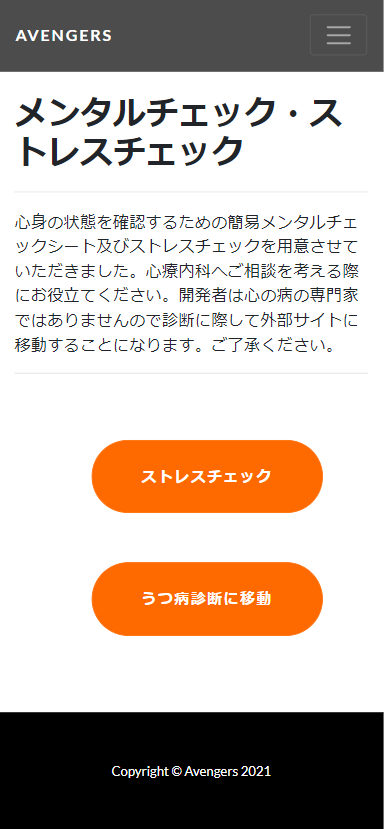 AVENGERS
メンタルチェック・ス
トレスチェック
心身の状態を確認するための簡易メンタルチェ
ックシート及びストレスチェックを用意させて
いただきました。心療内科へご相談を考える際
にお役立てください。開発者は心の病の専門家
ではありませんので診断に際して外部サイトに
移動することになります。ご了承ください。
ストレスチェック
うつ病診断に移動
Copyright © Avengers 2021